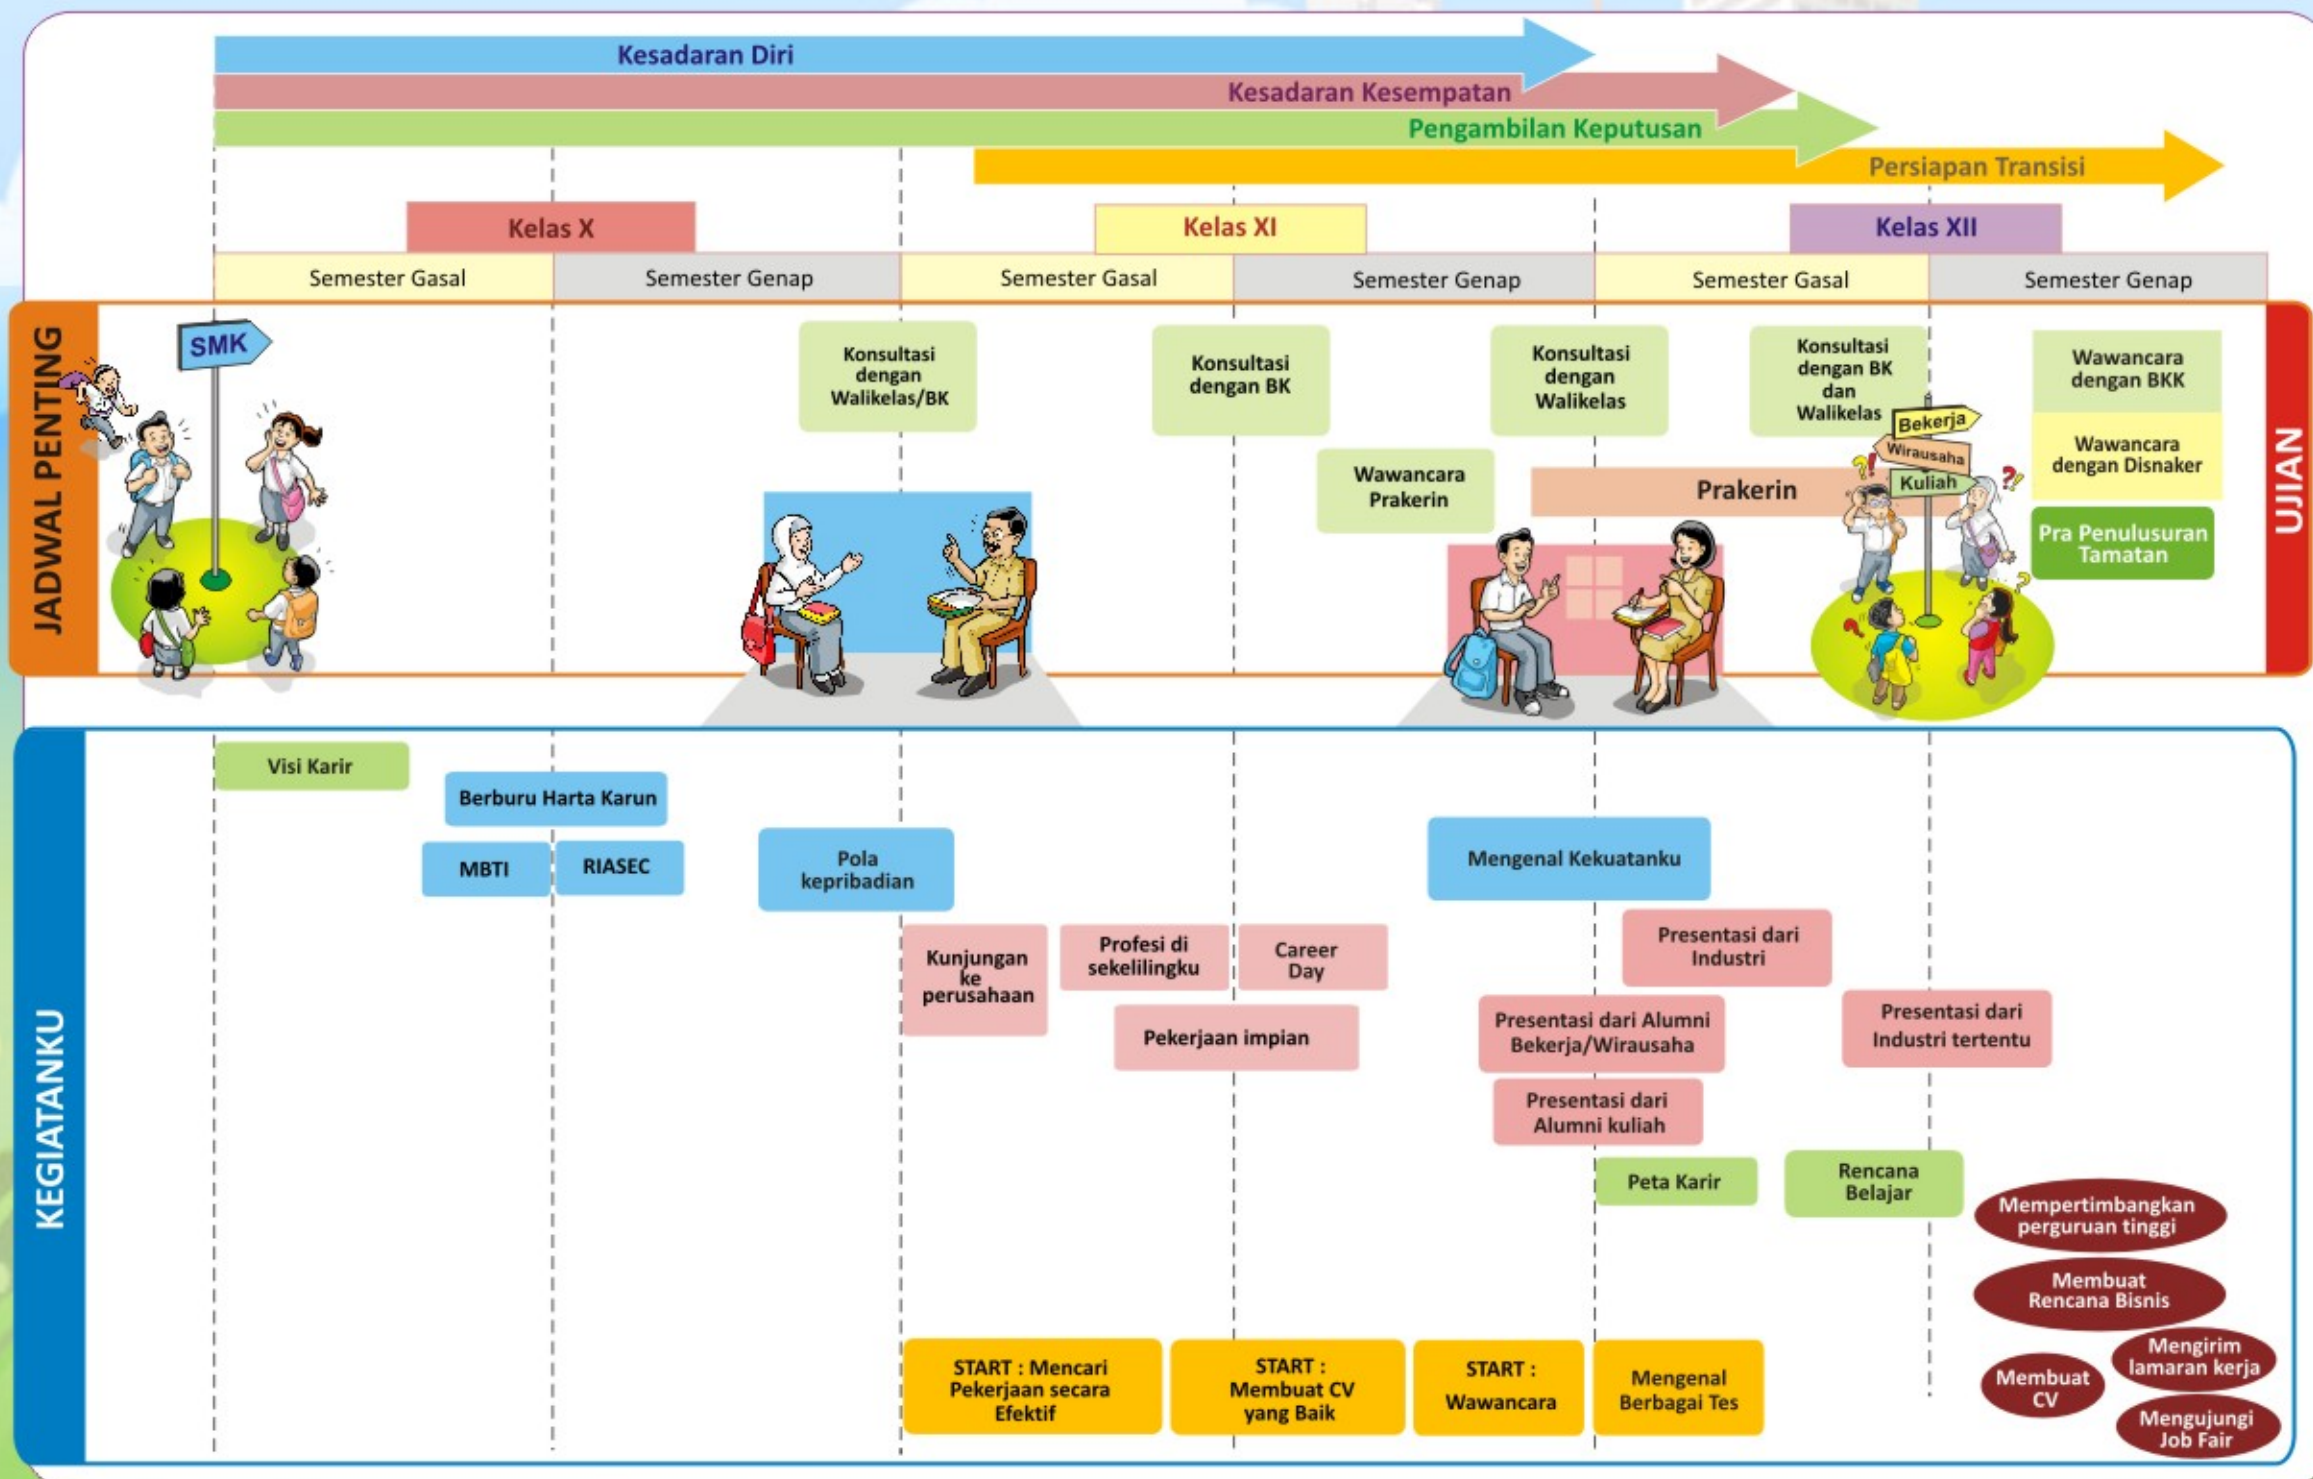 Kesadaran Diri
Kesadaran Kesempatan
Pengambilan Keputusan
Persiapan Transisi
Kelas X
Kelas XI
Kelas XII
Semester Gasal
Semester Genap
Semester Gasal
Semester Genap
Semester Gasal
Semester Genap
JADWAL PENTING
SMK
Konsultasi
dengan
Walikelas/BK
Konsultasi
dengan BK
Wawancara
Prakerin
Konsultasi
dengan
Walikelas
Prakerin
Konsultasi
dengan BK
dan
Walikelas
Bekerja
Wirausaha
Kuliah
Wawancara
dengan BKK
Wawancara
dengan Disnaker
Pra Penulusuran
Tamatan
UJIAN
KEGIATANKU
Visi Karir
Berburu Harta Karun
MBTI
RIASEC
Pola
kepribadian
Mengenal Kekuatanku
Kunjungan
ke
perusahaan
Profesi di
sekelilingku
Career
Day
Pekerjaan impian
Presentasi dari
Industri
Presentasi dari Alumni
Bekerja/Wirausaha
Presentasi dari
Industri tertentu
Presentasi dari
Alumni kuliah
Peta Karir
Rencana
Belajar
Mempertimbangkan
perguruan tinggi
Membuat
Rencana Bisnis
Mengirim
lamaran kerja
Membuat
CV
Mengujungi
Job Fair
START : Mencari
Pekerjaan secara
Efektif
START :
Membuat CV
yang Baik
START :
Wawancara
Mengenal
Berbagai Tes